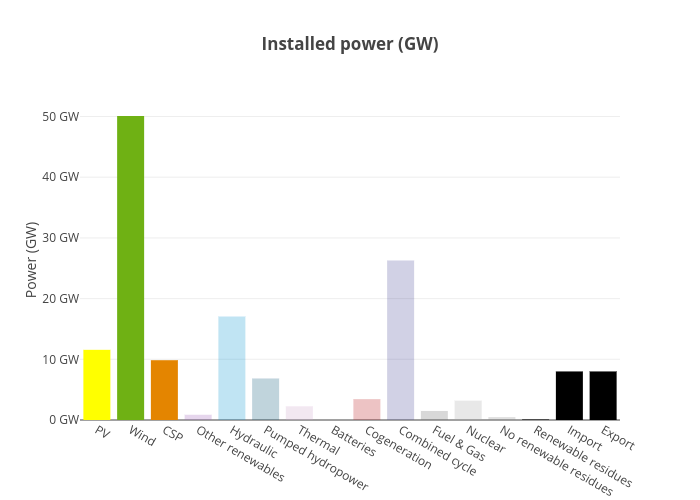 Installed power (GW)
50 GW
40 GW
30 GW
20 GW
10 GW
0 GW
Power (GW)
PV
Wind
CSP
Other renewables
Hydraulic
Pumped hydropower
Thermal
Batteries
Cogeneration
Combined cycle
Fuel & Gas
Nuclear
No renewable residues
Renewable residues
Import
Export